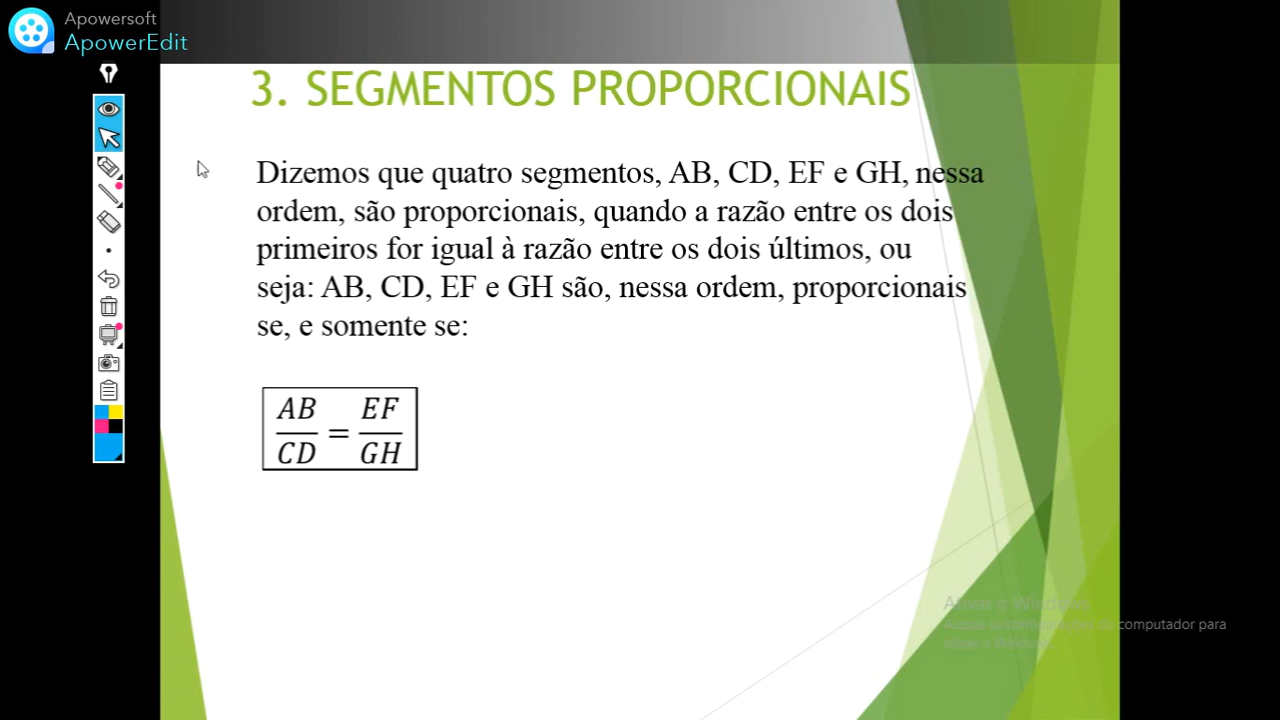 Apowersoft
ApowerEdit
3. SEGMENTOS PROPORCIONAIS
Dizemos que quatro segmentos, AB, CD, EF e GH, nessa
ordem, são proporcionais, quando a razão entre os dois
primeiros for igual à razão entre os dois últimos, ou
seja: AB, CD, EF e GH são, nessa ordem, proporcionais
se, e somente se:
AB/CD = EF/GH
Ativar o Windows
computador para
ativar o Windows